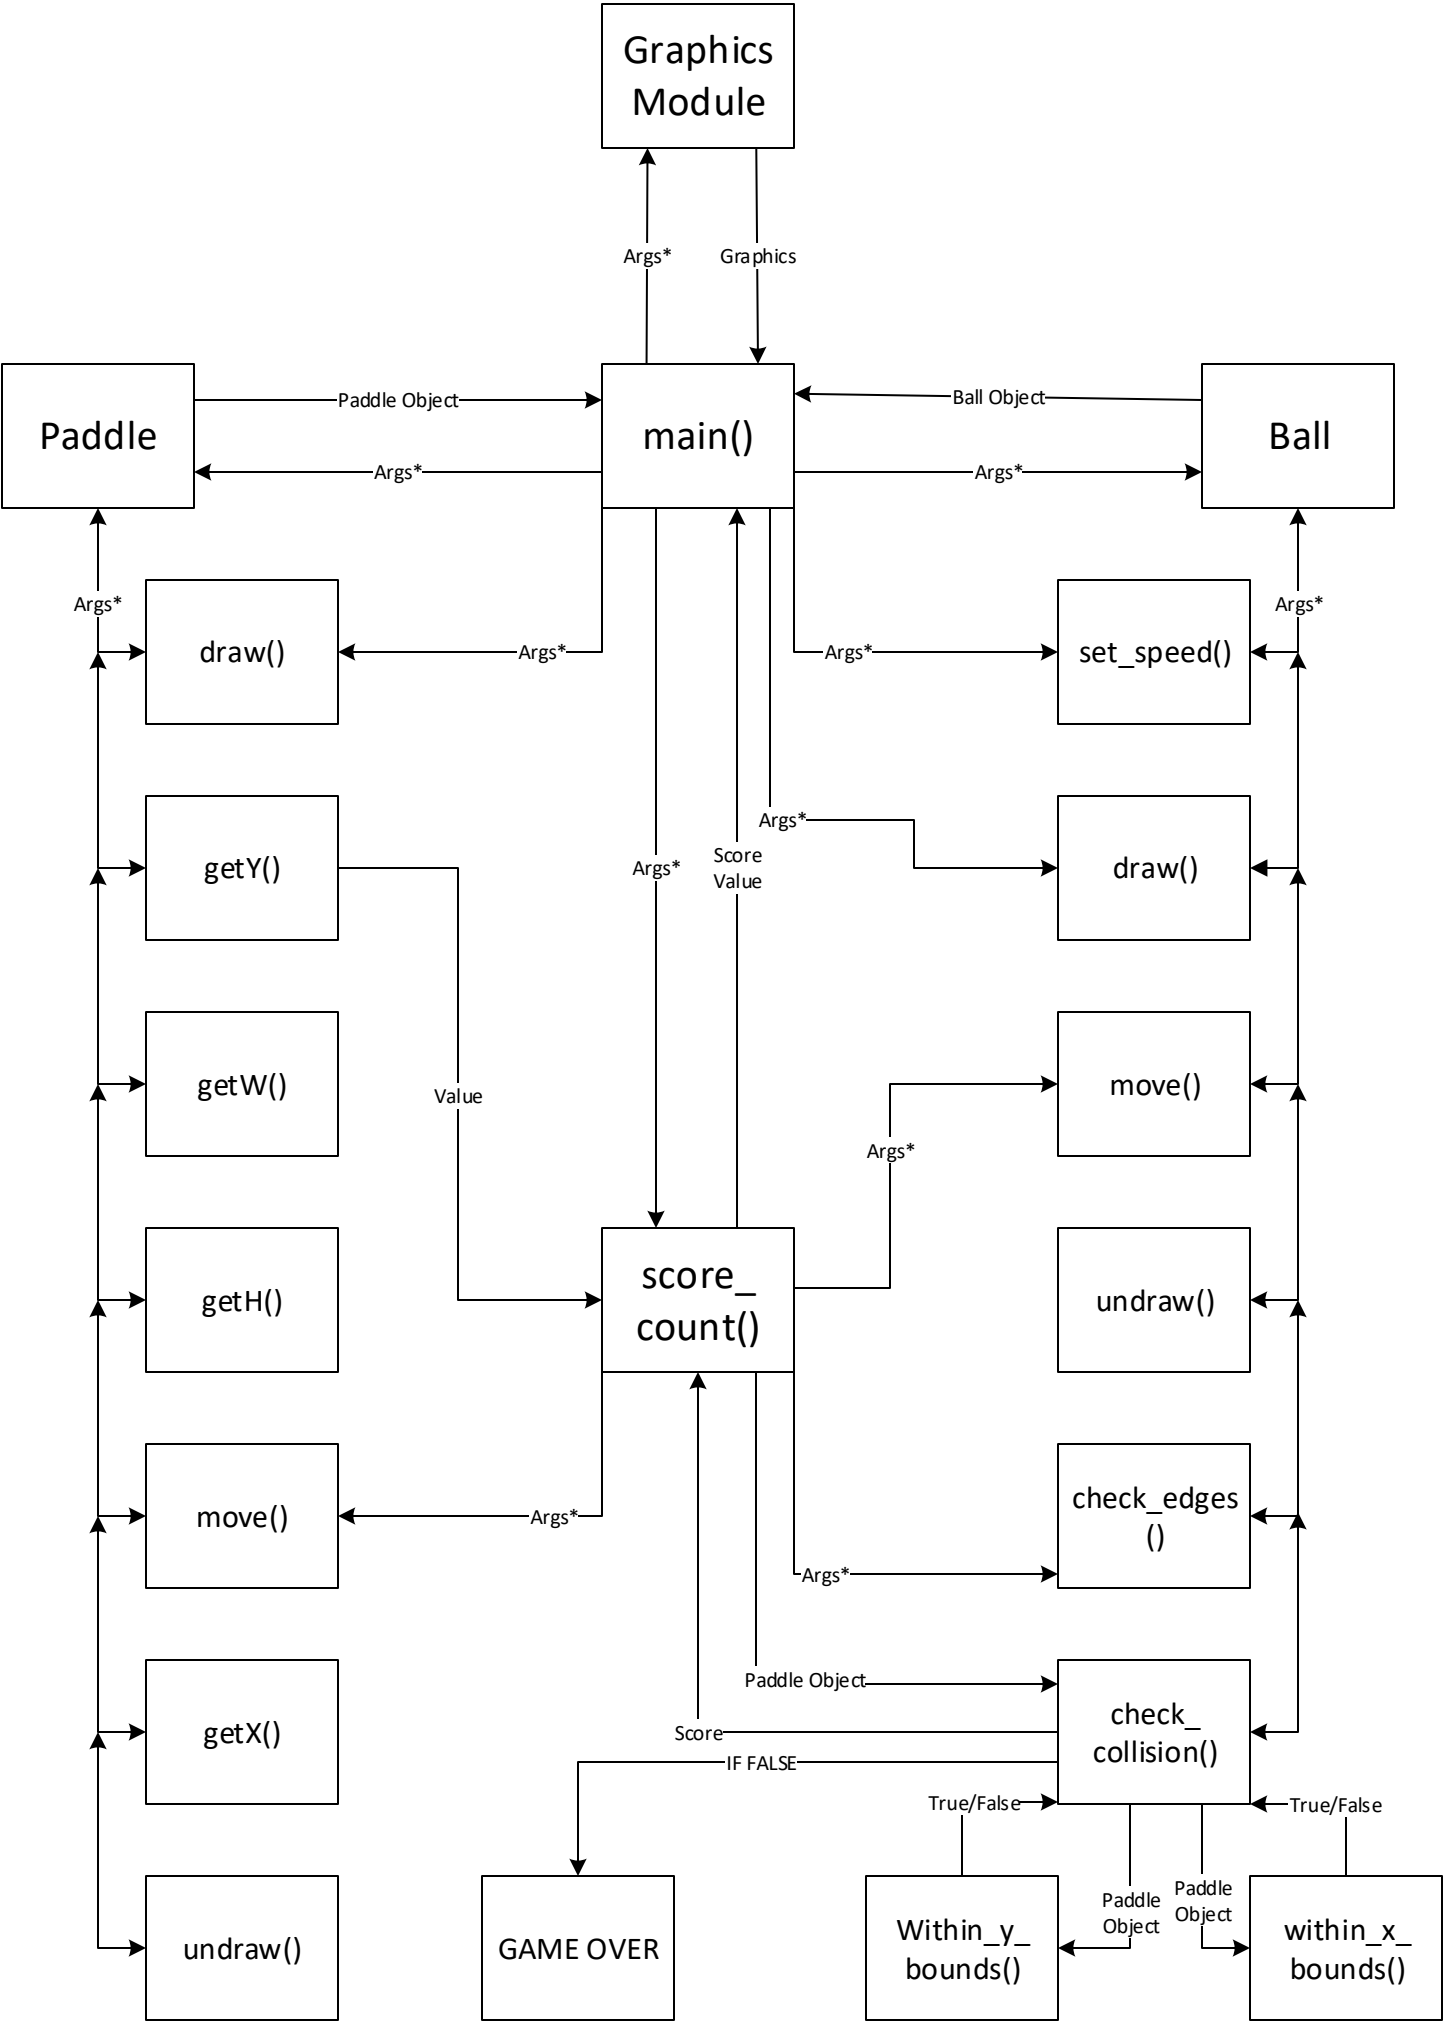 Graphics
Module
Args*
Graphics
Paddle
Paddle Object
main()
Ball Object
Ball
Args*
Args*
Args*
draw()
Args*
Args*
set_speed()
Args*
getY()
Args*
Score
Value
Args*
draw()
getW()
Value
Args*
move()
getH()
score_
count()
undraw()
move()
Args*
Args*
check_edges
()
getX()
Paddle Object
Score
IF FALSE
check_
collision()
True/False
True/False
undraw()
GAME OVER
Within_y_
bounds()
Paddle
Object
Paddle
Object
within_x_
bounds()